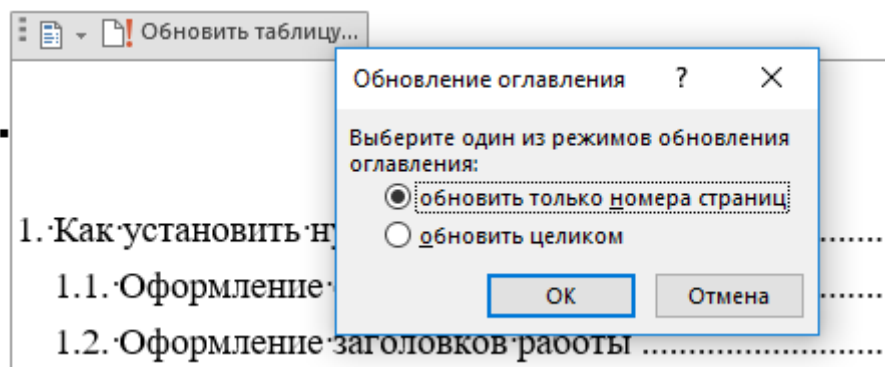 Обновить таблицу...
Обновление оглавления ? ×
Выберите один из режимов обновления
оглавления:
обновить только номера страниц
обновить целиком
ОК Отмена
1. Как установить
1.1. Оформление
1.2. Оформление заголовков работы ........................